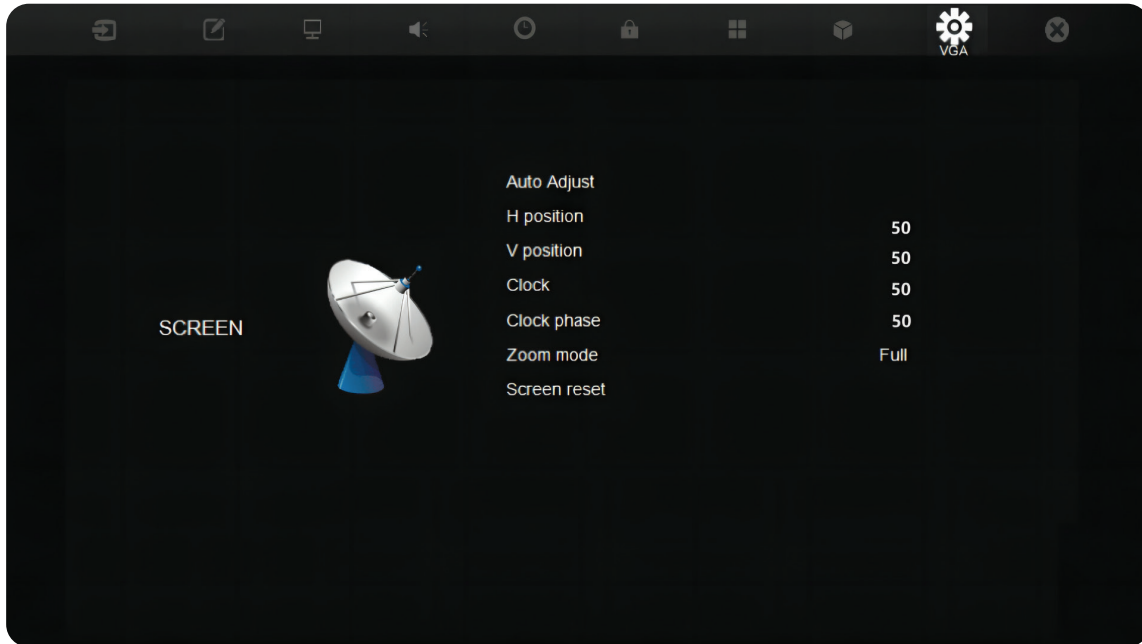 VGA
Auto Adjust
H position 50
V position 50
Clock 50
Clock phase 50
Zoom mode Full
Screen reset
SCREEN